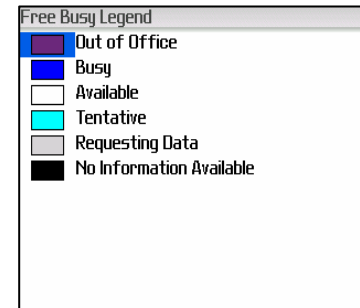 Free Busy Legend
Out of Office
Busy
Available
Tentative
Requesting Data
No Information Available